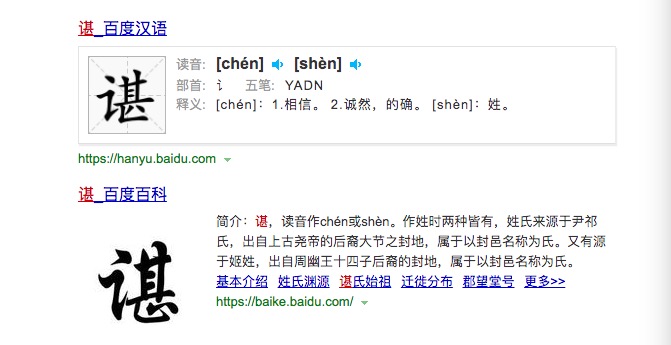 谌_百度汉语
谌
读音：[chén] [shèn]
部首：讠 五笔：YADN
释义：[chén]：1.相信。 2.诚然，的确。 [shèn]：姓。
https://hanyu.baidu.com
谌_百度百科
谌
简介：谌，读音作chén或shèn。作姓时两种皆有，姓氏来源于尹祁
氏，出自上古尧帝的后裔大节之封地，属于以封邑名称为氏。又有源
于姬姓，出自周幽王十四子后裔的封地，属于以封邑名称为氏。
基本介绍 姓氏渊源 谌氏始祖 迁徙分布 郡望堂号 更多>>
https://baike.baidu.com/